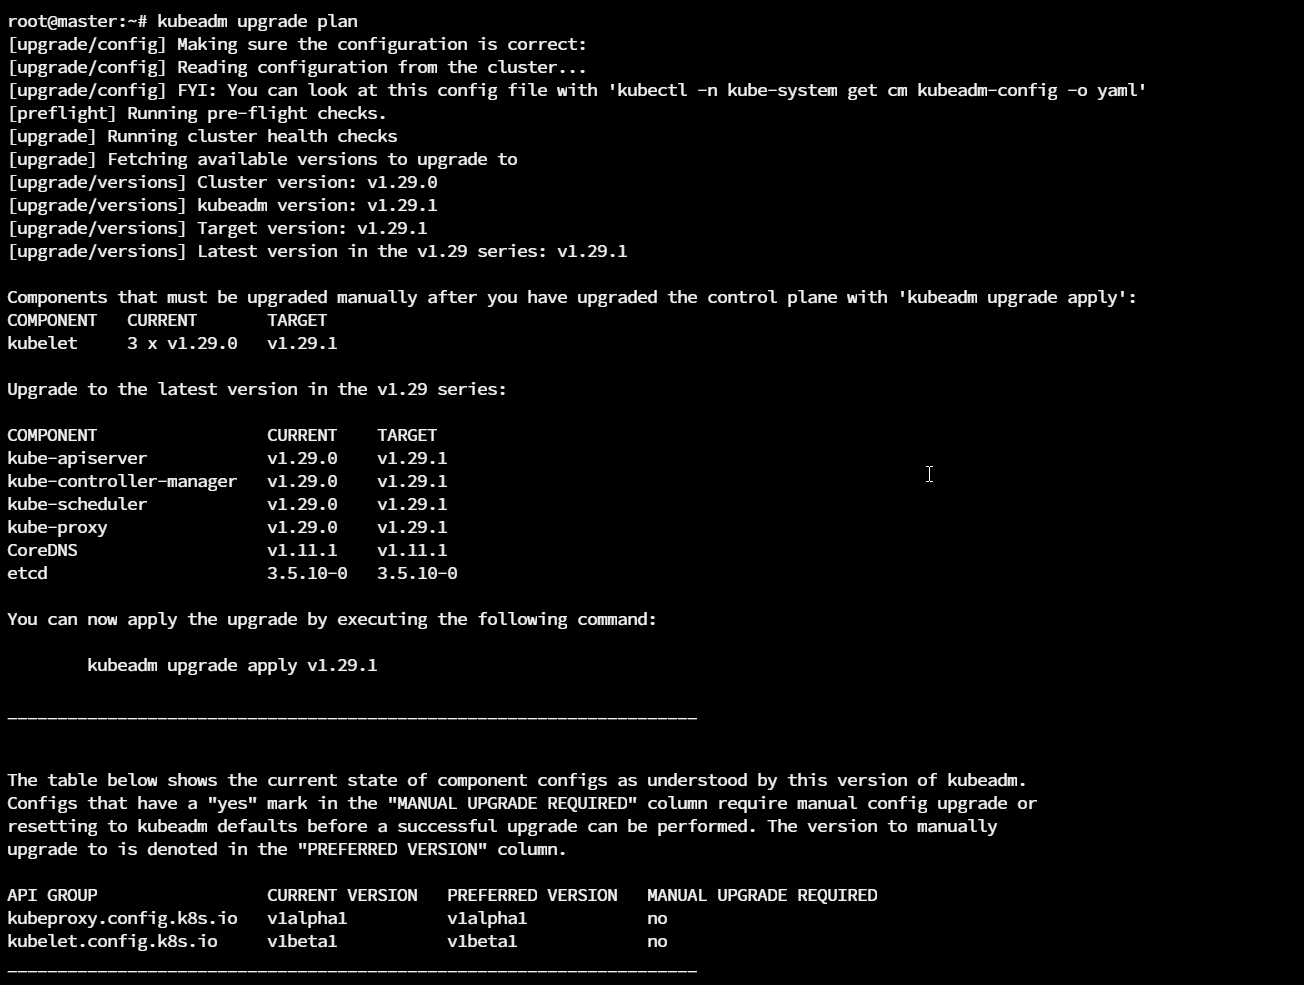 root@master:~# kubeadm upgrade plan
[upgrade/config] Making sure the configuration is correct:
[upgrade/config] Reading configuration from the cluster...
[upgrade/config] FYI: You can look at this config file with 'kubectl -n kube-system get cm kubeadm-config -o yaml'
[preflight] Running pre-flight checks.
[upgrade] Running cluster health checks
[upgrade] Fetching available versions to upgrade to
[upgrade/versions] Cluster version: v1.29.0
[upgrade/versions] kubeadm version: v1.29.1
[upgrade/versions] Target version: v1.29.1
[upgrade/versions] Latest version in the v1.29 series: v1.29.1

Components that must be upgraded manually after you have upgraded the control plane with 'kubeadm upgrade apply':
COMPONENT   CURRENT       TARGET
kubelet     3 x v1.29.0   v1.29.1

Upgrade to the latest version in the v1.29 series:

COMPONENT                 CURRENT    TARGET
kube-apiserver            v1.29.0    v1.29.1
kube-controller-manager   v1.29.0    v1.29.1
kube-scheduler            v1.29.0    v1.29.1
kube-proxy                v1.29.0    v1.29.1
CoreDNS                   v1.11.1    v1.11.1
etcd                      3.5.10-0   3.5.10-0

You can now apply the upgrade by executing the following command:

        kubeadm upgrade apply v1.29.1

_____________________________________________________________________


The table below shows the current state of component configs as understood by this version of kubeadm.
Configs that have a "yes" mark in the "MANUAL UPGRADE REQUIRED" column require manual config upgrade or
resetting to kubeadm defaults before a successful upgrade can be performed. The version to manually
upgrade to is denoted in the "PREFERRED VERSION" column.

API GROUP                 CURRENT VERSION   PREFERRED VERSION   MANUAL UPGRADE REQUIRED
kubeproxy.config.k8s.io   v1alpha1          v1alpha1            no
kubelet.config.k8s.io     v1beta1           v1beta1             no
_____________________________________________________________________